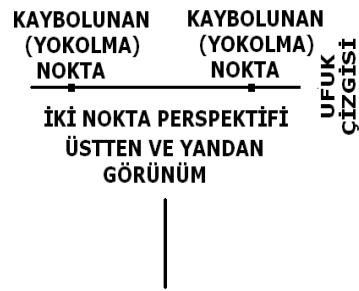 KAYBOLUNAN
(YOKOLMA)
NOKTA
KAYBOLUNAN
(YOKOLMA)
NOKTA
UFUK
ÇİZGİSİ
İKİ NOKTA PERSPEKTİFİ
ÜSTTEN VE YANDAN
GÖRÜNÜM